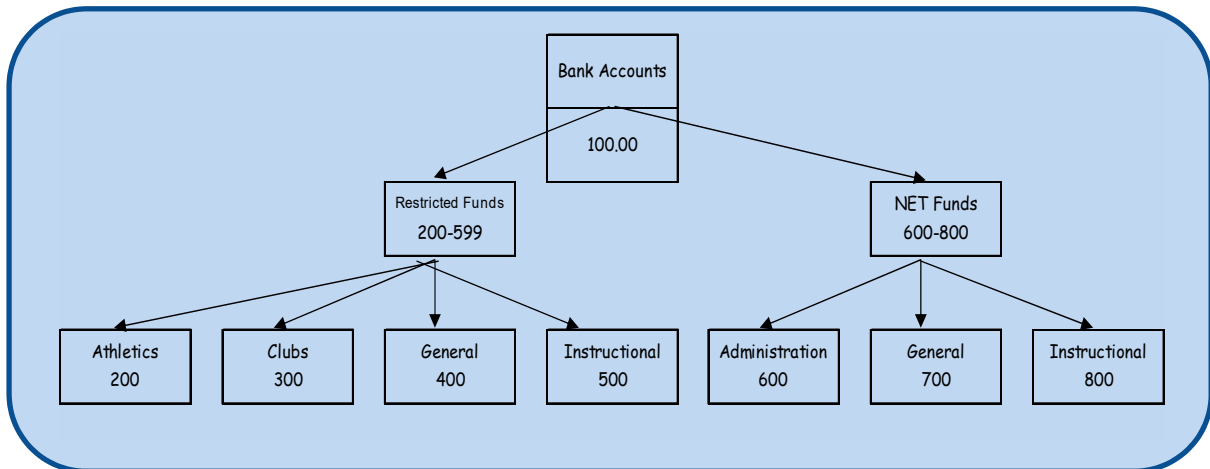 Bank Accounts
100.00
Restricted Funds
200-599
NET Funds
600-800
Athletics
200
Clubs
300
General
400
Instructional
500
Administration
600
General
700
Instructional
800